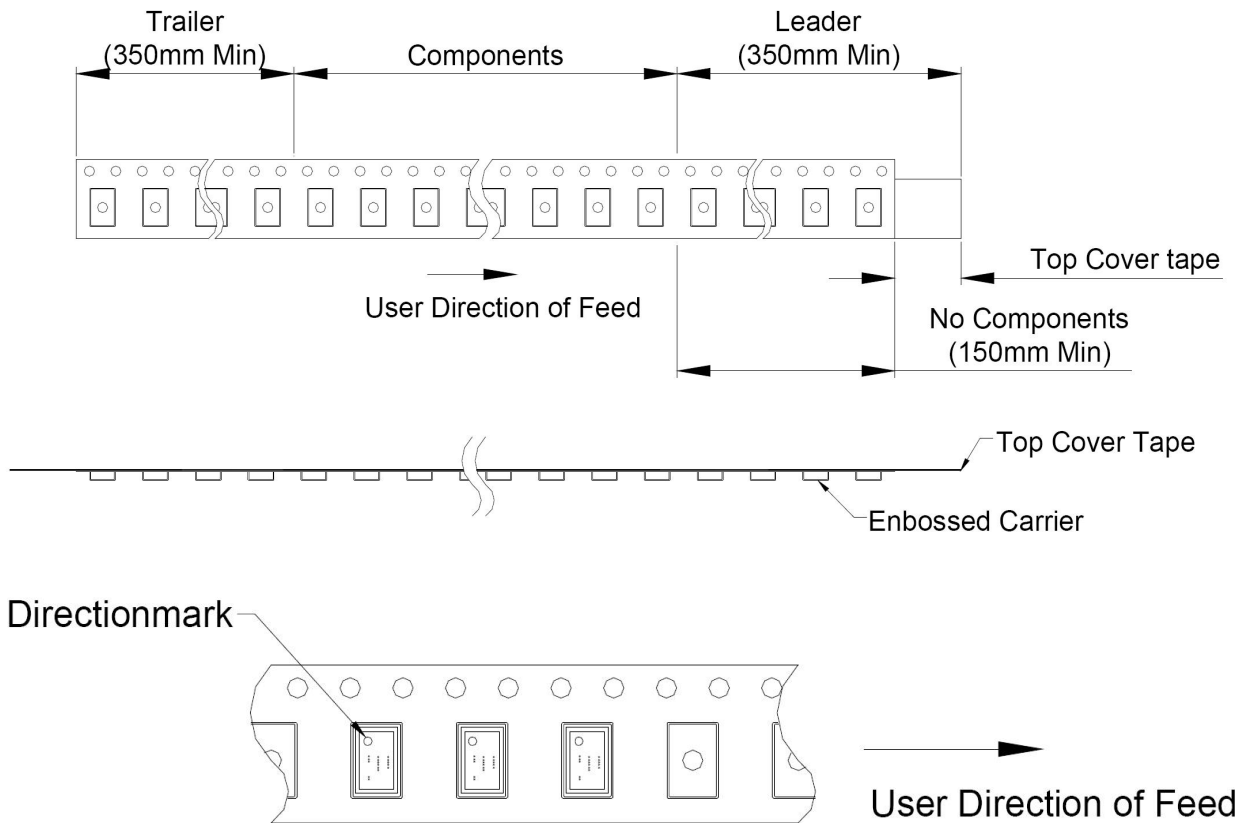 Trailer
(350mm Min)
Components
Leader
(350mm Min)
User Direction of Feed
Top Cover tape
No Components
(150mm Min)
Top Cover Tape
Enbossed Carrier
Directionmark
User Direction of Feed